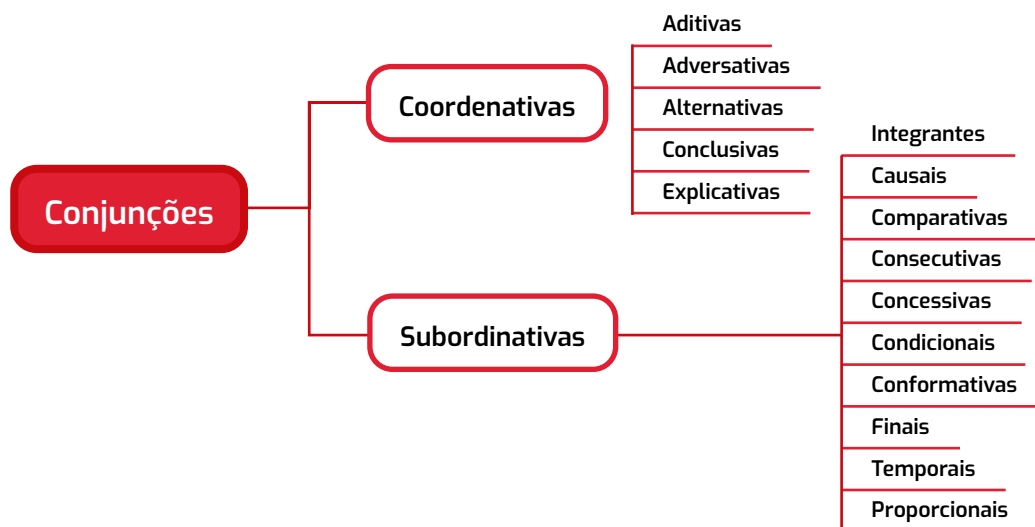 Conjunções
Coordenativas
Aditivas
Adversativas
Alternativas
Conclusivas
Explicativas
Subordinativas
Integrantes
Causais
Comparativas
Consecutivas
Concessivas
Condicionais
Conformativas
Finais
Temporais
Proporcionais